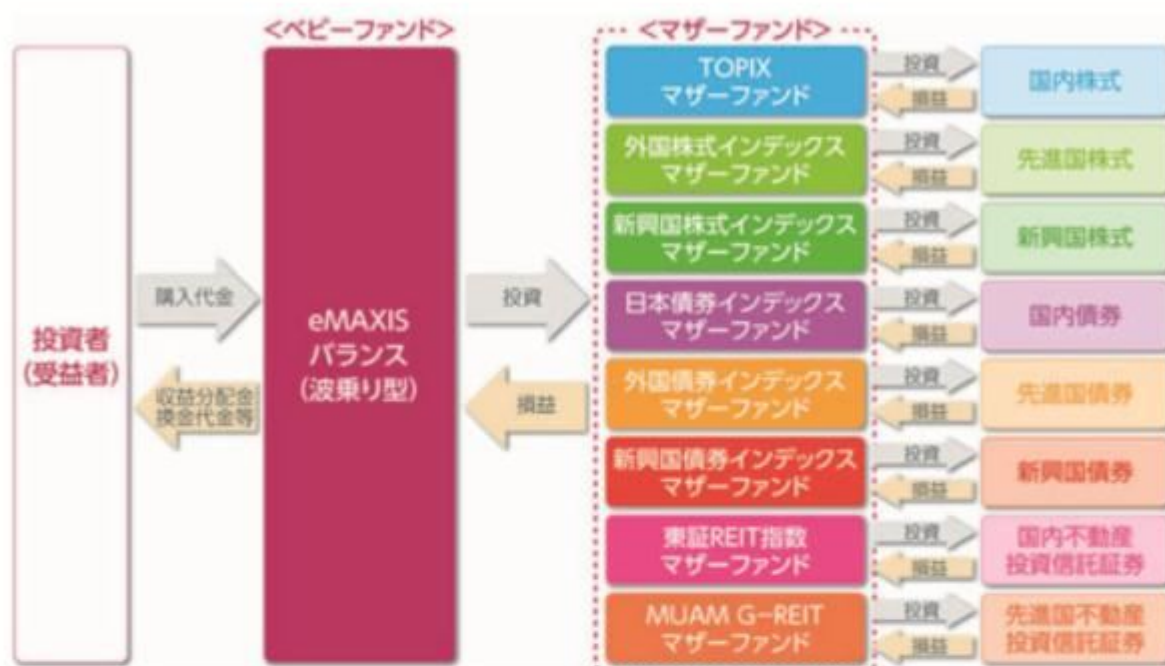 <ベビーファンド>
<マザーファンド>
投資者
(受益者)
購入代金
収益分配金
換金代金等
eMAXIS
バランス
(波乗り型)
投資
損益
TOPIX
マザーファンド
投資
損益
国内株式
外国株式インデックス
マザーファンド
投資
損益
先進国株式
新興国株式インデックス
マザーファンド
投資
損益
新興国株式
日本債券インデックス
マザーファンド
投資
損益
国内債券
外国債券インデックス
マザーファンド
投資
損益
先進国債券
新興国債券インデックス
マザーファンド
投資
損益
新興国債券
東証REIT指数
マザーファンド
投資
損益
国内不動産
投資信託証券
MUAM G-REIT
マザーファンド
投資
損益
先進国不動産
投資信託証券